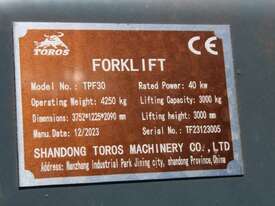 TOROS
CE
FORKLIFT
Model No.: TPF30 Rated Power: 40 kw
Operating Weight: 4250 kg Lifting Capacity: 3000 kg
Dimensions: 3752*1225*2090 mm Lifting height: 3000 mm
Manu. Date: 12/2023 Serial No.: TF23123005
SHANDONG TOROS MACHINERY CO.,LTD
Address: Nanzhang Industrial Park Jining city, shandong Province, China